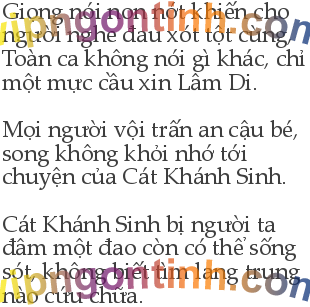 Giọng nói non nớt khiến cho
người nghe đau xót tột cùng,
Toàn ca không nói gì khác, chỉ
một mực cầu xin Lâm Di.
Mọi người vội trấn an cậu bé,
song không khỏi nhớ tới
chuyện của Cát Khánh Sinh.
Cát Khánh Sinh bị người ta
đâm một đao còn có thể sống
sót, không biết tìm lang trung
nào cứu chữa.